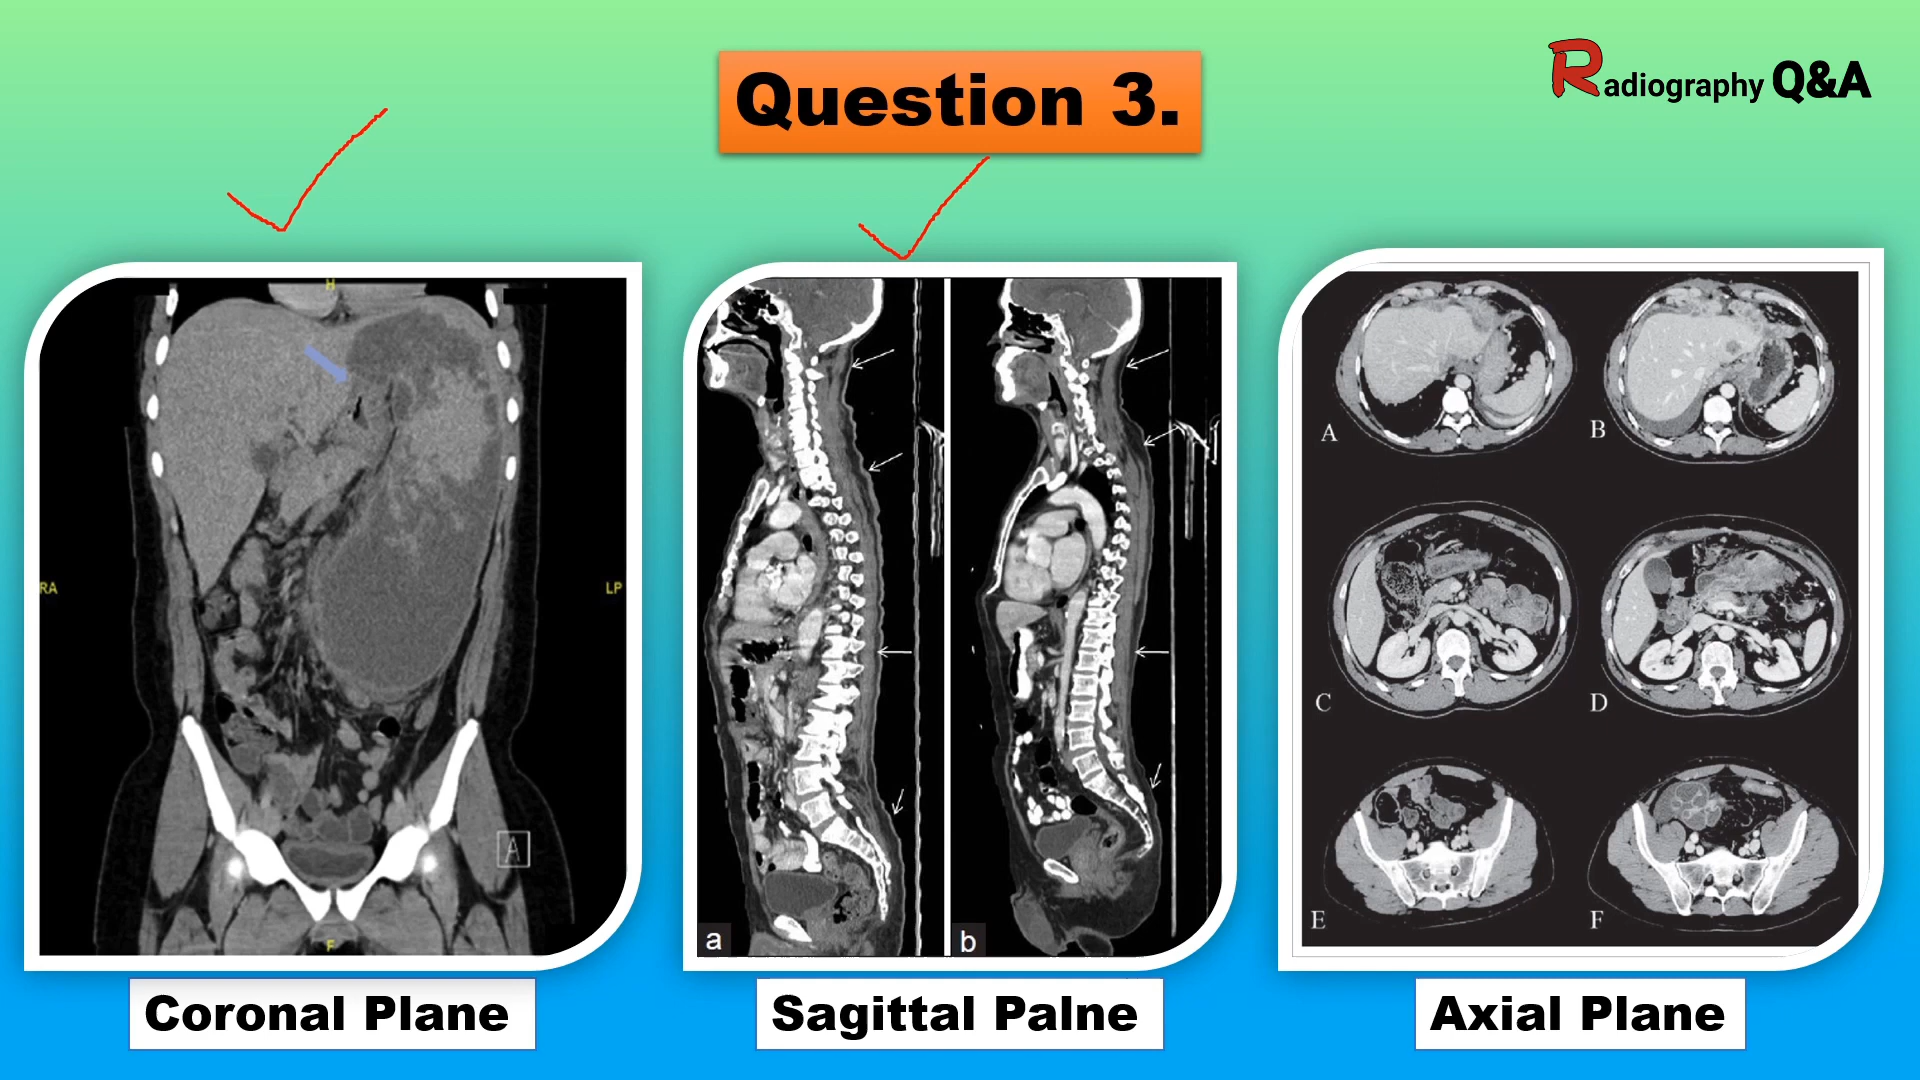 Question 3.
Radiography Q&A
H
RA
LP
A
F
a
b
A
B
C
D
E
F
Coronal Plane
Sagittal Palne
Axial Plane